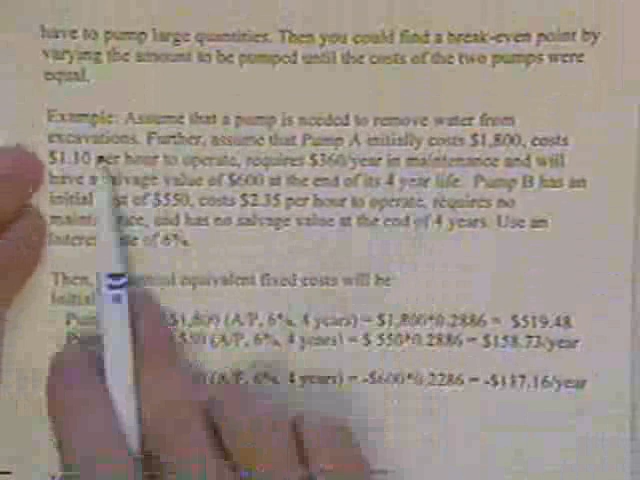 have to pump large quantities. Then you could find a break-even point by
varying the amount to be pumped until the costs of the two pumps were
equal.
Example: Assume that a pump is needed to remove water from
excavations. Further, assume that Pump A initially costs $1,800, costs
$1.10 per hour to operate, requires $360/year in maintenance and will
have a salvage value of $600 at the end of its 4 year life. Pump B has an
initial of $550, costs $2.35 per hour to operate, requires no
and has no salvage value at the end of 4 years. Use an
of 6%.
Then, equivalent fixed costs will be
Initial
$1,800 (A/P, 6%, 4 years) = $1,800*0.2886 = $519.48
(A/P, 6%, 4 years) = $ 550*0.2886 = $158.73/year
6%, 4 years) = -$600*0.2286 = -$137.16/year